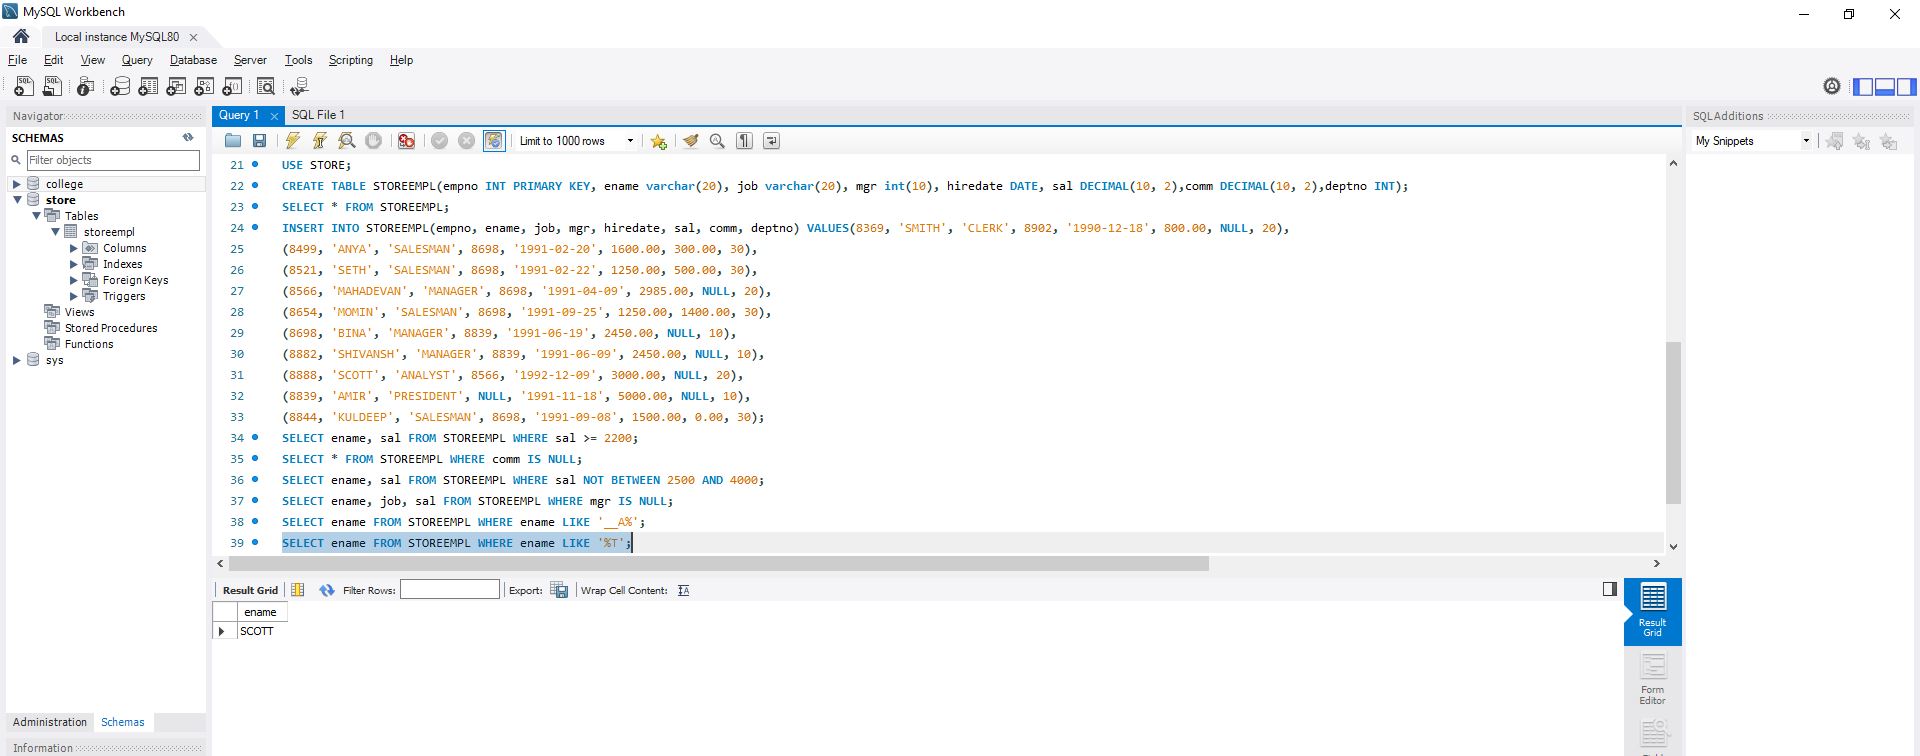 MySQL Workbench
Local instance MySQL80
File Edit View Query Database Server Tools Scripting Help
Navigator
SCHEMAS
Filter objects
college
store
Tables
storeempl
Columns
Indexes
Foreign Keys
Triggers
Views
Stored Procedures
Functions
sys
Administration Schemas
Information
Query 1 SQL File 1
Limit to 1000 rows
21 USE STORE;
22 CREATE TABLE STOREEMPL(empno INT PRIMARY KEY, ename varchar(20), job varchar(20), mgr int(10), hiredate DATE, sal DECIMAL(10, 2),comm DECIMAL(10, 2),deptno INT);
23 SELECT * FROM STOREEMPL;
24 INSERT INTO STOREEMPL(empno, ename, job, mgr, hiredate, sal, comm, deptno) VALUES(8369, 'SMITH', 'CLERK', 8902, '1990-12-18', 800.00, NULL, 20),
25 (8499, 'ANYA', 'SALESMAN', 8698, '1991-02-20', 1600.00, 300.00, 30),
26 (8521, 'SETH', 'SALESMAN', 8698, '1991-02-22', 1250.00, 500.00, 30),
27 (8566, 'MAHADEVAN', 'MANAGER', 8698, '1991-04-09', 2985.00, NULL, 20),
28 (8654, 'MOMIN', 'SALESMAN', 8698, '1991-09-25', 1250.00, 1400.00, 30),
29 (8698, 'BINA', 'MANAGER', 8839, '1991-06-19', 2450.00, NULL, 10),
30 (8882, 'SHIVANSH', 'MANAGER', 8839, '1991-06-09', 2450.00, NULL, 10),
31 (8888, 'SCOTT', 'ANALYST', 8566, '1992-12-09', 3000.00, NULL, 20),
32 (8839, 'AMIR', 'PRESIDENT', NULL, '1991-11-18', 5000.00, NULL, 10),
33 (8844, 'KULDEEP', 'SALESMAN', 8698, '1991-09-08', 1500.00, 0.00, 30);
34 SELECT ename, sal FROM STOREEMPL WHERE sal >= 2200;
35 SELECT * FROM STOREEMPL WHERE comm IS NULL;
36 SELECT ename, sal FROM STOREEMPL WHERE sal NOT BETWEEN 2500 AND 4000;
37 SELECT ename, job, sal FROM STOREEMPL WHERE mgr IS NULL;
38 SELECT ename FROM STOREEMPL WHERE ename LIKE '__A%';
39 SELECT ename FROM STOREEMPL WHERE ename LIKE '%T';
Result Grid Filter Rows: Export: Wrap Cell Content:
ename
SCOTT
Result
Grid
Form
Editor
SQLAdditions
My Snippets